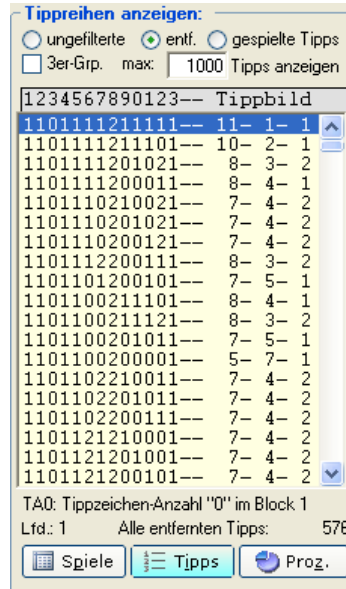 Tippreihen anzeigen:
ungefilterte entf. gespielte Tipps
3er-Grp. max: 1000 Tipps anzeigen
1234567890123-- Tippbild
1101111211111-- 11- 1- 1
1101111211101-- 10- 2- 1
1101111201021-- 8- 3- 2
1101111200011-- 8- 4- 1
1101110210021-- 7- 4- 2
1101110201021-- 7- 4- 2
1101110200121-- 7- 4- 2
1101112200111-- 8- 3- 2
1101101200101-- 7- 5- 1
1101100211101-- 8- 4- 1
1101100211121-- 8- 3- 2
1101100201011-- 7- 5- 1
1101100200001-- 5- 7- 1
1101102210011-- 7- 4- 2
1101102201011-- 7- 4- 2
1101102200111-- 7- 4- 2
1101121210001-- 7- 4- 2
1101121201001-- 7- 4- 2
1101121200101-- 7- 4- 2
TA0: Tippzeichen-Anzahl "0" im Block 1
Lfd.: 1 Alle entfernten Tipps: 576
Spiele Tipps Proz.